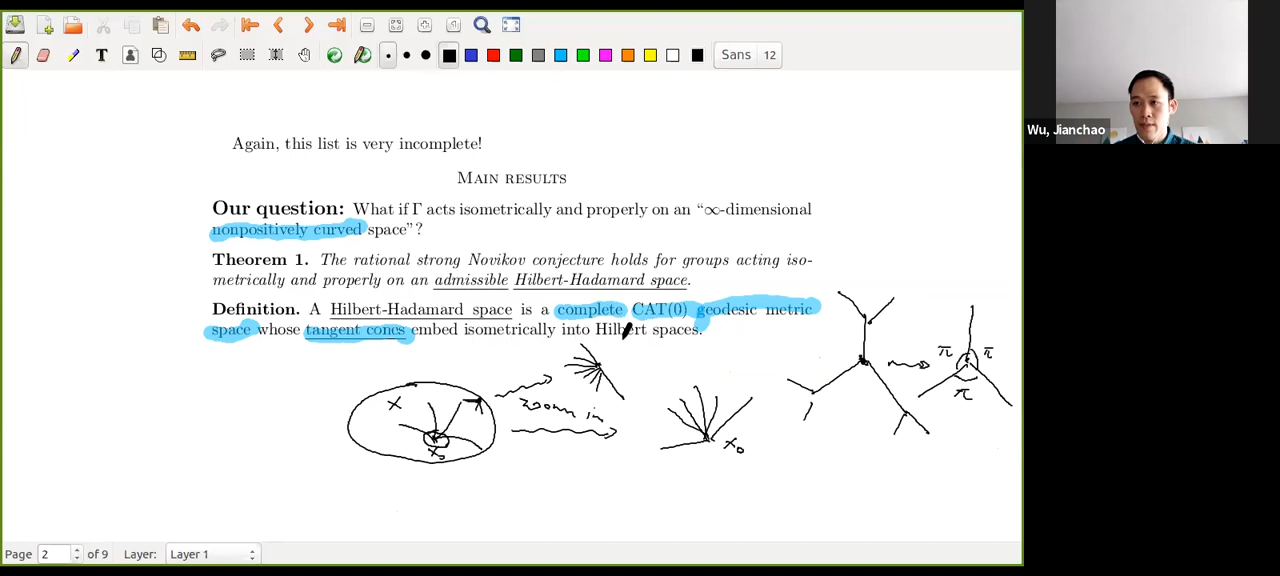 Sans 12
Again, this list is very incomplete!
MAIN RESULTS
Our question: What if Γ acts isometrically and properly on an “∞-dimensional
nonpositively curved space”?
Theorem 1. The rational strong Novikov conjecture holds for groups acting iso-
metrically and properly on an admissible Hilbert-Hadamard space.
Definition. A Hilbert-Hadamard space is a complete CAT(0) geodesic metric
space whose tangent cones embed isometrically into Hilbert spaces.
X
x₀
zoom in
x₀
π π
π
Page 2 of 9 Layer: Layer 1
Wu, Jianchao